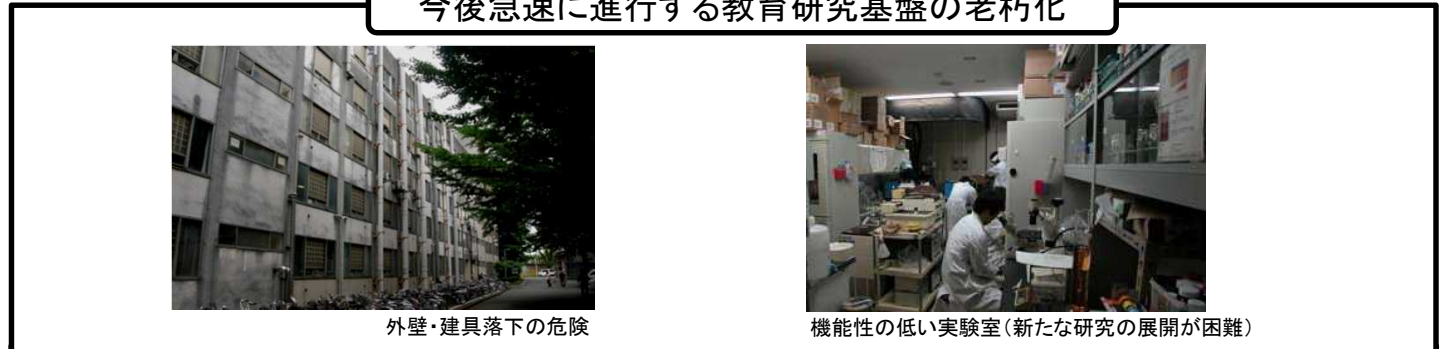 今後急速に進行する教育研究基盤の老朽化
外壁・建具落下の危険
機能性の低い実験室（新たな研究の展開が困難）